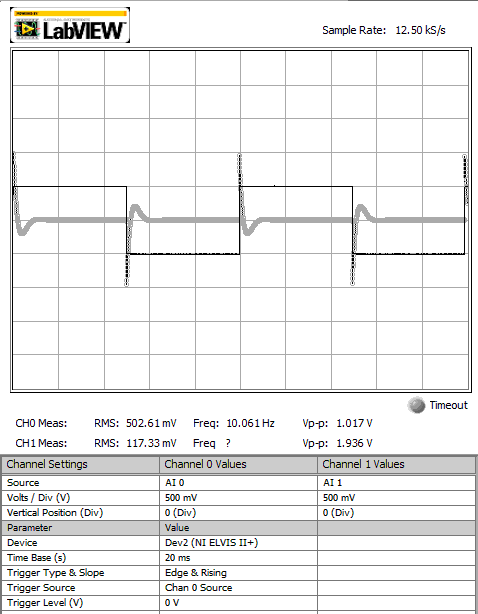 LabVIEW
Sample Rate: 12.50 kS/s
Timeout
CH0 Meas: RMS: 502.61 mV Freq: 10.061 Hz Vp-p: 1.017 V
CH1 Meas: RMS: 117.33 mV Freq ? Vp-p: 1.936 V
Channel Settings Channel 0 Values Channel 1 Values
Source AI 0 AI 1
Volts / Div (V) 500 mV 500 mV
Vertical Position (Div) 0 (Div) 0 (Div)
Parameter Value
Device Dev2 (NI ELVIS II+)
Time Base (s) 20 ms
Trigger Type & Slope Edge & Rising
Trigger Source Chan 0 Source
Trigger Level (V) 0 V